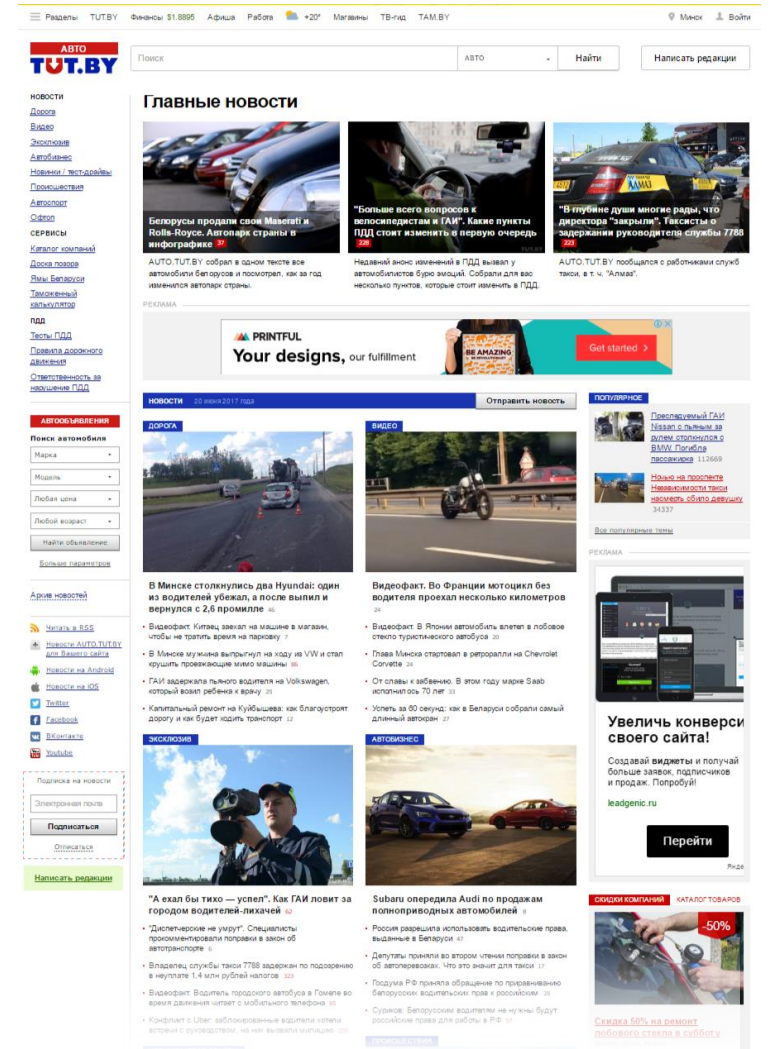 Разделы TUT.BY Финансы $1.8895 Афиша Работа +20° Магазины ТВ-гид TAM.BY Минск Войти
АВТО
TUT.BY
Поиск АВТО Найти Написать редакции
НОВОСТИ
Дорога
Видео
Эксклюзив
Автобизнес
Новинки / тест-драйвы
Происшествия
Автоспорт
Офтоп
СЕРВИСЫ
Каталог компаний
Доска позора
Ямы Беларуси
Таможенный
калькулятор
ПДД
Тесты ПДД
Правила дорожного
движения
Ответственность за
нарушение ПДД
АВТООБЪЯВЛЕНИЯ
Поиск автомобиля
Марка
Модель
Любая цена
Любой возраст
Найти объявление
Больше параметров
Архив новостей
Читать в RSS
Новости AUTO.TUT.BY
для Вашего сайта
Новости на Android
Новости на iOS
Twitter
Facebook
ВКонтакте
Youtube
Подписка на новости
Электронная почта
Подписаться
Отписаться
Написать редакции
Главные новости
Белорусы продали свои Maserati и
Rolls-Royce. Автопарк страны в
инфографике 37
AUTO.TUT.BY собрал в одном тексте все
автомобили белорусов и посмотрел, как за год
изменился автопарк страны.
"Больше всего вопросов к
велосипедистам и ГАИ". Какие пункты
ПДД стоит изменить в первую очередь
228
TUT.BY
Недавний анонс изменений в ПДД вызвал у
автомобилистов бурю эмоций. Собрали для вас
несколько пунктов, которые стоит изменить в ПДД.
АЛМАЗ
"В глубине души многие рады, что
директора "закрыли". Таксисты о
задержании руководителя службы 7788
223
AUTO.TUT.BY пообщался с работниками служб
такси, в т. ч. "Алмаз".
РЕКЛАМА
PRINTFUL
Your designs, our fulfillment
BE AMAZING
Get started >
НОВОСТИ 20 июня 2017 года Отправить новость
ДОРОГА
В Минске столкнулись два Hyundai: один
из водителей убежал, а после выпил и
вернулся с 2,6 промилле 46
Видеофакт. Китаец заехал на машине в магазин,
чтобы не тратить время на парковку 7
В Минске мужчина выпрыгнул на ходу из VW и стал
крушить проезжающие мимо машины 86
ГАИ задержала пьяного водителя на Volkswagen,
который возил ребенка к врачу 25
Капитальный ремонт на Куйбышева: как благоустроят
дорогу и как будет ходить транспорт 12
ВИДЕО
Видеофакт. Во Франции мотоцикл без
водителя проехал несколько километров
24
Видеофакт. В Японии автомобиль влетел в лобовое
стекло туристического автобуса 20
Глава Минска стартовал в ретроралли на Chevrolet
Corvette 24
От славы к забвению. В этом году марке Saab
исполнилось 70 лет 33
Успеть за 60 секунд: как в Беларуси собрали самый
длинный автокран 27
ЭКСКЛЮЗИВ
"А ехал бы тихо — успел". Как ГАИ ловит за
городом водителей-лихачей 62
"Диспетчерские не умрут". Специалисты
прокомментировали поправки в закон об
автотранспорте 6
Владелец службы такси 7788 задержан по подозрению
в неуплате 1,4 млн рублей налогов 223
Видеофакт. Водитель городского автобуса в Гомеле во
время движения читает с мобильного телефона
Конфликт с Uber: заблокированные водители хотели
встречи с руководством, на них вызвали милицию
АВТОБИЗНЕС
Subaru опередила Audi по продажам
полноприводных автомобилей 8
Россия разрешила использовать водительские права,
выданные в Беларуси 47
Депутаты приняли во втором чтении поправки в закон
об автоперевозках. Что это значит для такси 17
Госдума РФ приняла обращение по приравниванию
белорусских водительских прав к российским
Суриков: Белорусским водителям не нужны будут
российские права для работы в РФ
ПРОИСШЕСТВИЯ
ПОПУЛЯРНОЕ
Преследуемый ГАИ
Nissan с пьяным за
рулем столкнулся с
BMW. Погибла
пассажирка 112669
Ночью на проспекте
Независимости такси
насмерть сбило девушку
34337
Все популярные темы
РЕКЛАМА
Увеличь конверси
своего сайта!
Создавай виджеты и получай
больше заявок, подписчиков
и продаж. Попробуй!
leadgenic.ru
Перейти
Янде
СКИДКИ КОМПАНИЙ КАТАЛОГ ТОВАРОВ
-50%
Скидка 50% на ремонт
лобового стекла в субботу